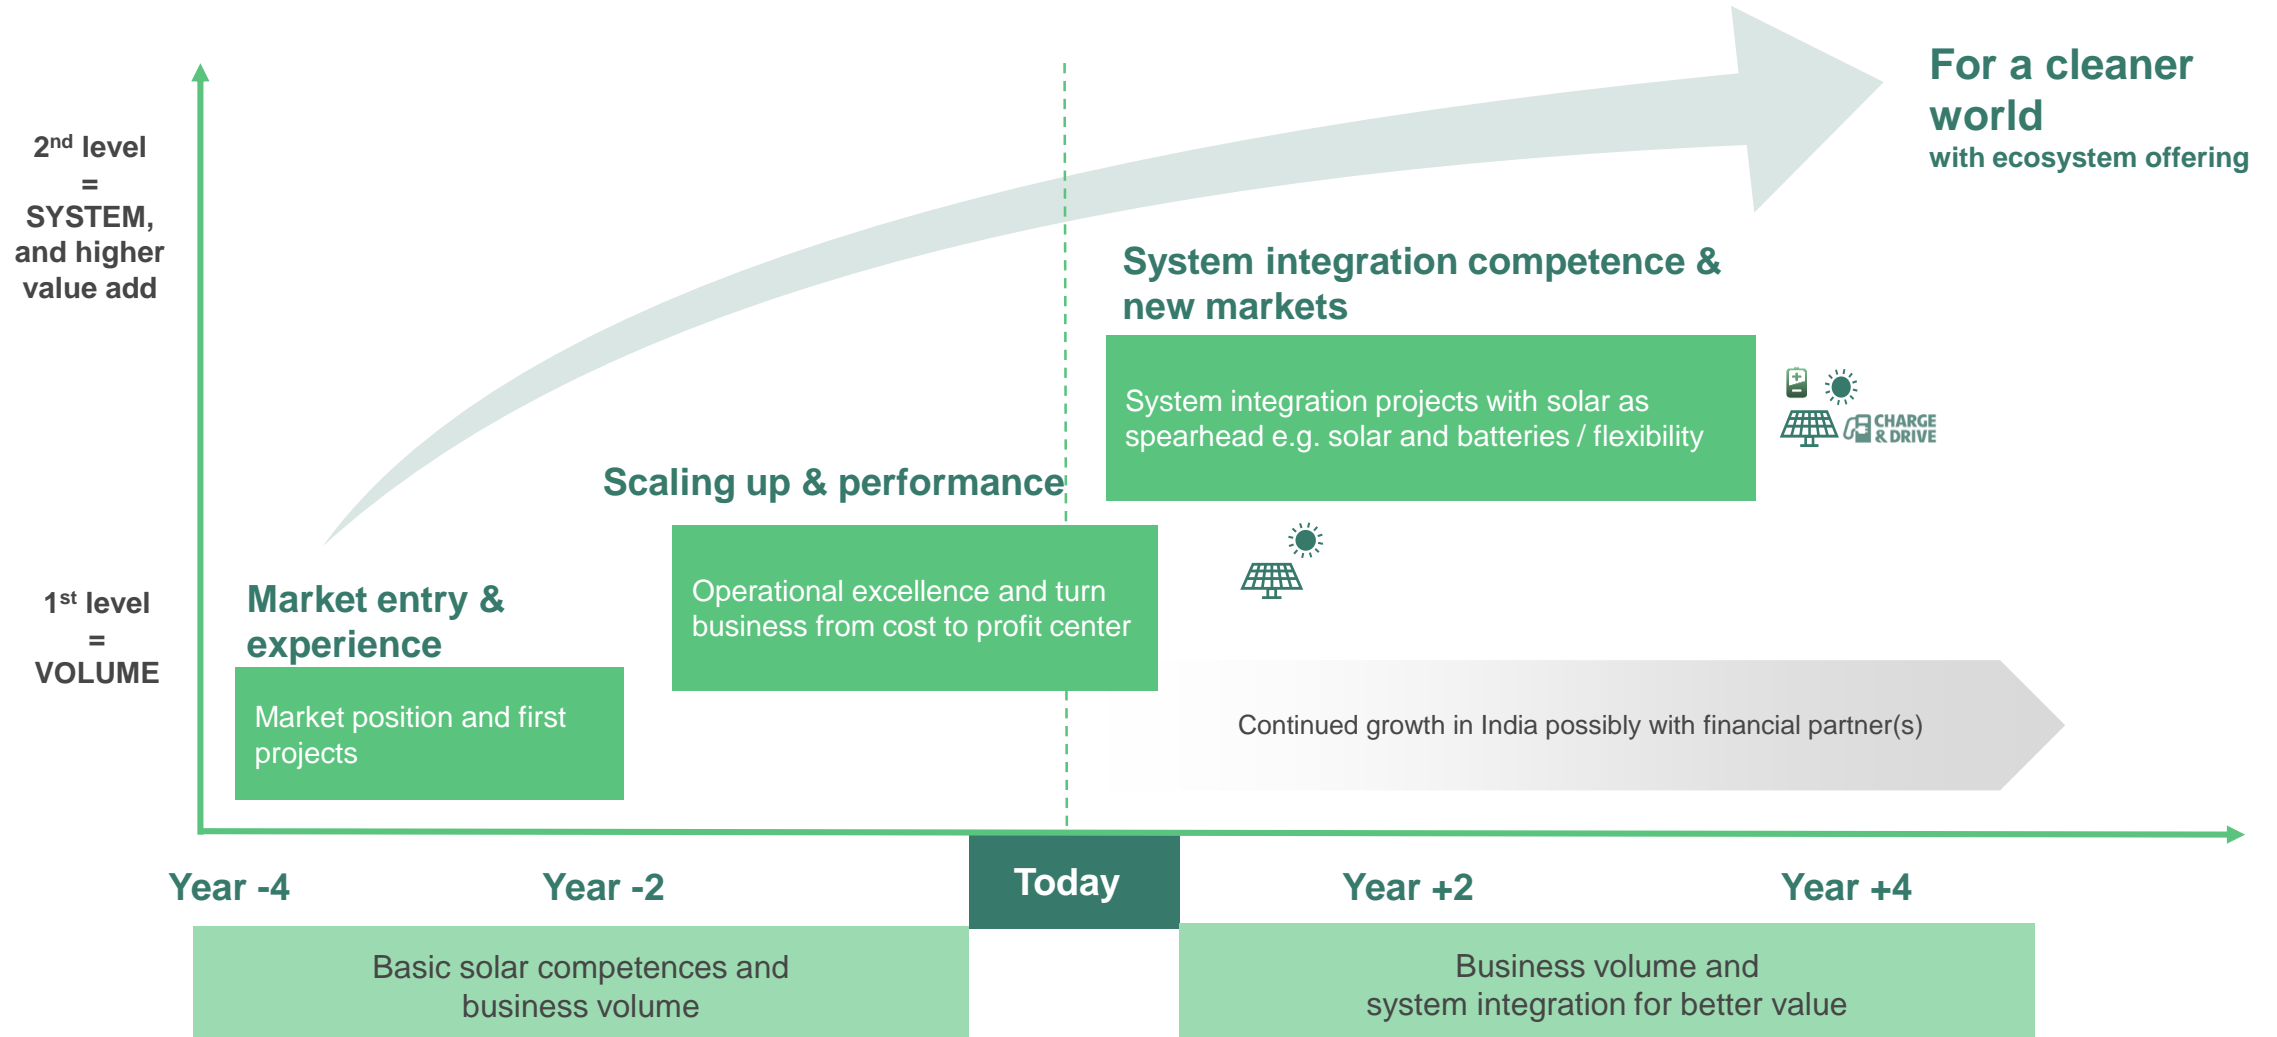 For a cleaner
world
with ecosystem offering
2nd level
=
SYSTEM,
and higher
value add
System integration competence &
new markets
System integration projects with solar as
spearhead e.g. solar and batteries / flexibility
CHARGE
& DRIVE
Scaling up & performance
Operational excellence and turn
business from cost to profit center
1st level
=
VOLUME
Market entry &
experience
Market position and first
projects
Continued growth in India possibly with financial partner(s)
Year -4
Year -2
Today
Year +2
Year +4
Basic solar competences and
business volume
Business volume and
system integration for better value